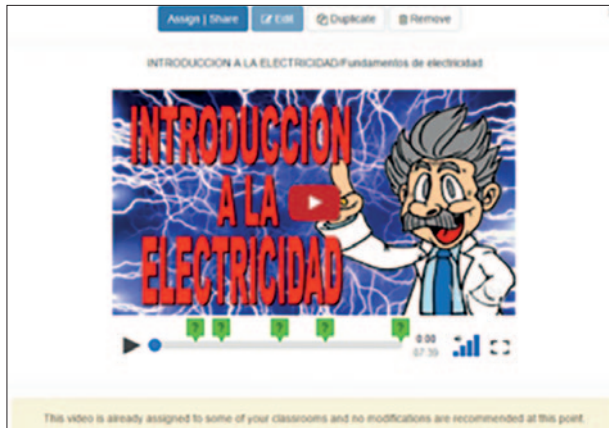 Assign | Share Edit Duplicate Remove
INTRODUCCION A LA ELECTRICIDAD/Fundamentos de electricidad
INTRODUCCION
A LA
ELECTRICIDAD
? ? ? ? ?
0:00
07:39
This video is already assigned to some of your classrooms and no modifications are recommended at this point.